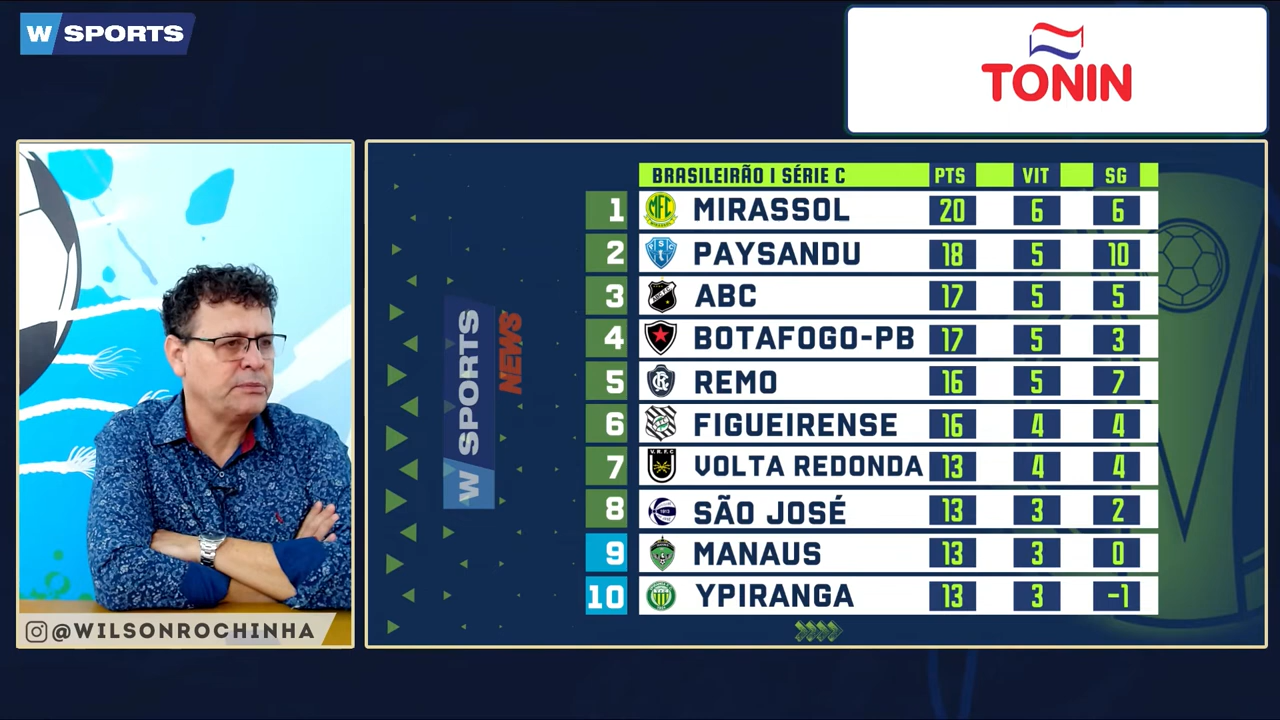 W SPORTS
TONIN
BRASILEIRÃO | SÉRIE C PTS VIT SG
1 MIRASSOL 20 6 6
2 PAYSANDU 18 5 10
3 ABC 17 5 5
4 BOTAFOGO-PB 17 5 3
5 REMO 16 5 7
6 FIGUEIRENSE 16 4 4
7 VOLTA REDONDA 13 4 4
8 SÃO JOSÉ 13 3 2
9 MANAUS 13 3 0
10 YPIRANGA 13 3 -1
W SPORTS
NEWS
@WILSONROCHINHA